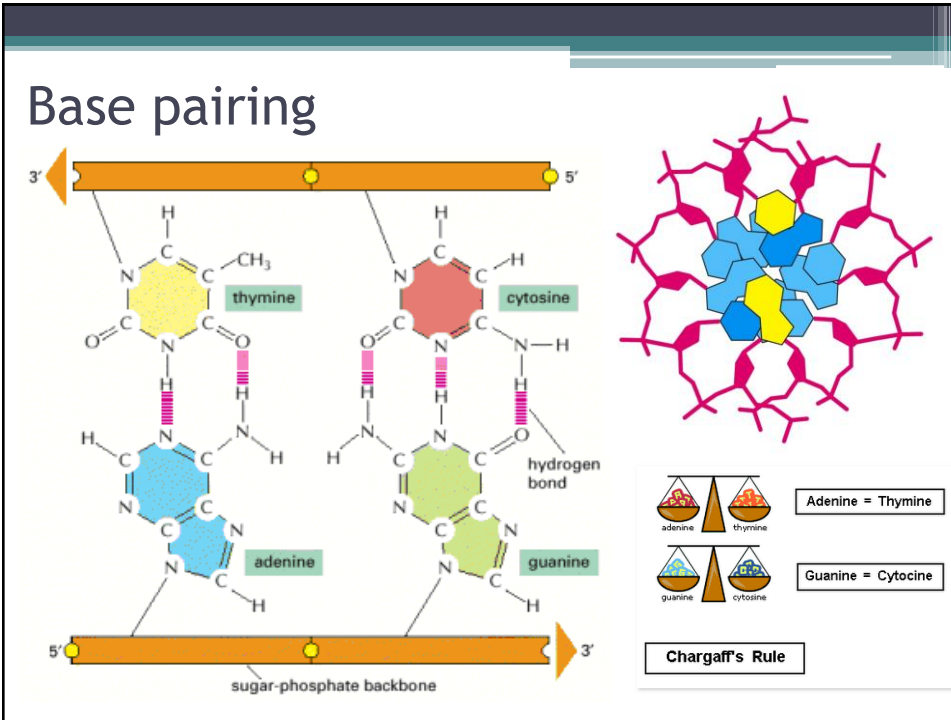 Base pairing
3′
5′
H
C
CH3
N
thymine
C
C
O
N
O
H
H
C
C
H
N
cytosine
C
C
O
N
N
H
H
H
H
H
N
C
C
N
H
N
C
C
N
adenine
N
C
H
H
N
N
C
C
O
H
N
C
C
N
guanine
N
C
H
hydrogen
bond
5′
3′
sugar-phosphate backbone
adenine
thymine
Adenine = Thymine
guanine
cytosine
Guanine = Cytocine
Chargaff's Rule